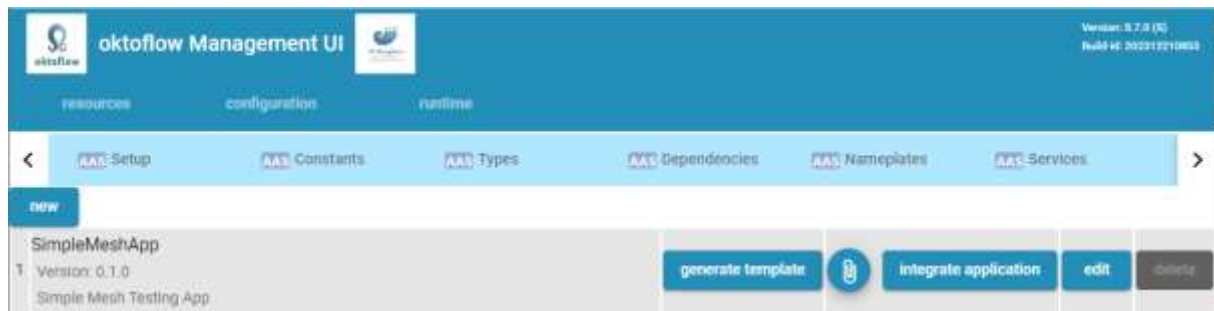 oktoflow
oktoflow Management UI
Version: 0.7.0 (S)
resources configuration runtime
< AAS Setup AAS Constants AAS Types AAS Dependencies AAS Nameplates AAS Services >
new
SimpleMeshApp
1 Version: 0.1.0 generate template integrate application edit delete
Simple Mesh Testing App